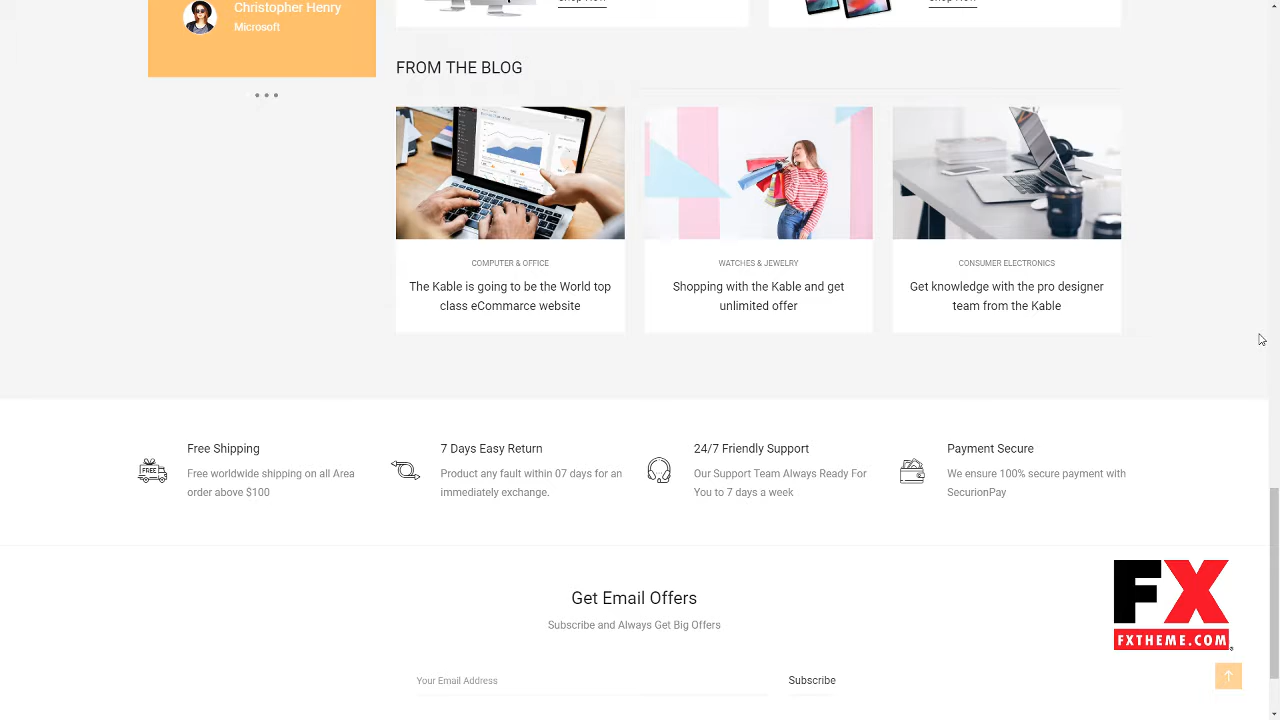 Christopher Henry
Microsoft
FROM THE BLOG
COMPUTER & OFFICE
The Kable is going to be the World top
class eCommarce website
WATCHES & JEWELRY
Shopping with the Kable and get
unlimited offer
CONSUMER ELECTRONICS
Get knowledge with the pro designer
team from the Kable
FREE
Free Shipping
Free worldwide shipping on all Area
order above $100
7 Days Easy Return
Product any fault within 07 days for an
immediately exchange.
24/7 Friendly Support
Our Support Team Always Ready For
You to 7 days a week
Payment Secure
We ensure 100% secure payment with
SecurionPay
Get Email Offers
Subscribe and Always Get Big Offers
Your Email Address
Subscribe
FX
FXTHEME.COM